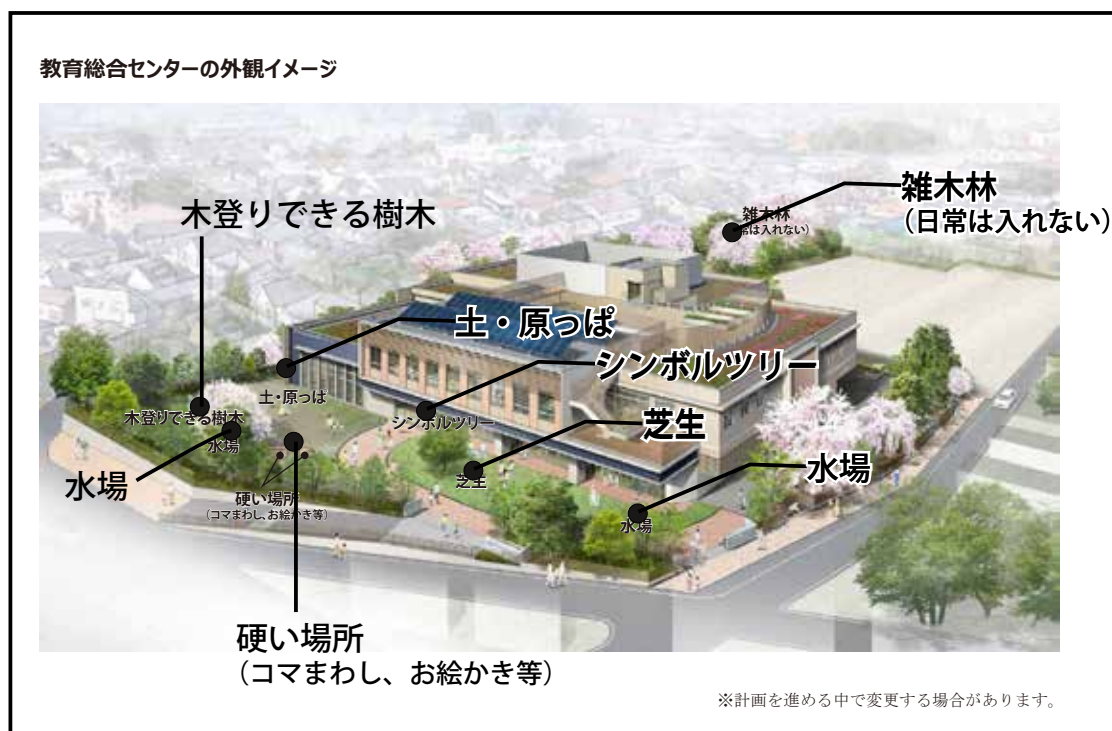 教育総合センターの外観イメージ
雑木林
(日常は入れない)
雑木林
常は入れない)
木登りできる樹木
土・原っぱ
シンボルツリー
土・原っぱ
木登りできる樹木
シンボルツリー
芝生
水場
水場
水場
芝生
硬い場所
(コマまわし、お絵かき等)
水場
硬い場所
(コマまわし、お絵かき等)
※計画を進める中で変更する場合があります。